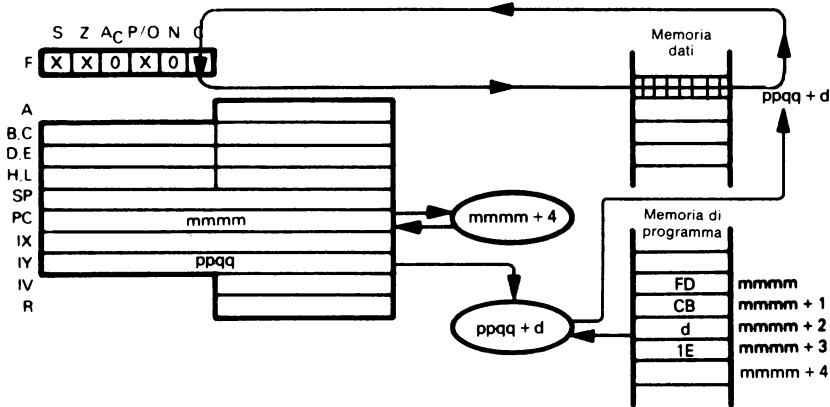 S Z AC P/O N C
F X X 0 X 0
Memoria
dati
ppqq + d
A
B.C
D.E
H.L
SP
PC mmmm
mmmm + 4
IX
IY ppqq
IV
R
ppqq + d
Memoria di
programma
FD mmmm
CB mmmm + 1
d mmmm + 2
1E mmmm + 3
mmmm + 4